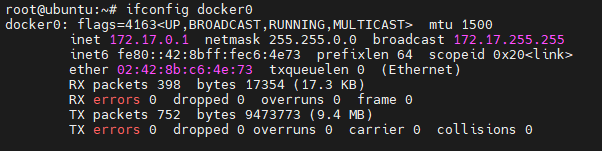 root@ubuntu:~# ifconfig docker0
docker0: flags=4163<UP,BROADCAST,RUNNING,MULTICAST>  mtu 1500
        inet 172.17.0.1  netmask 255.255.0.0  broadcast 172.17.255.255
        inet6 fe80::42:8bff:fec6:4e73  prefixlen 64  scopeid 0x20<link>
        ether 02:42:8b:c6:4e:73  txqueuelen 0  (Ethernet)
        RX packets 398  bytes 17354 (17.3 KB)
        RX errors 0  dropped 0  overruns 0  frame 0
        TX packets 752  bytes 9473773 (9.4 MB)
        TX errors 0  dropped 0 overruns 0  carrier 0  collisions 0